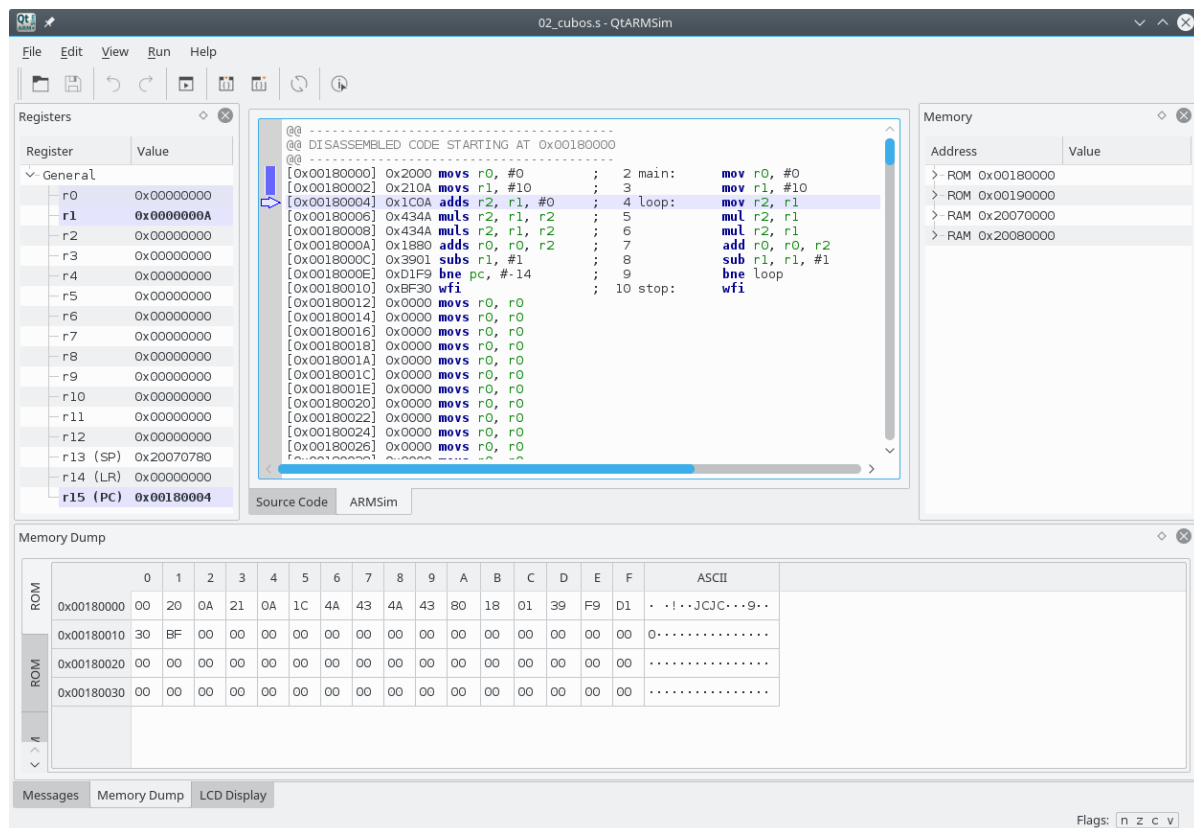 02_cubos.s - QtARMSim
File Edit View Run Help
Registers
Register Value
General
r0 0x00000000
r1 0x0000000A
r2 0x00000000
r3 0x00000000
r4 0x00000000
r5 0x00000000
r6 0x00000000
r7 0x00000000
r8 0x00000000
r9 0x00000000
r10 0x00000000
r11 0x00000000
r12 0x00000000
r13 (SP) 0x20070780
r14 (LR) 0x00000000
r15 (PC) 0x00180004
@@ ----------------------------------------
@@ DISASSEMBLED CODE STARTING AT 0x00180000
@@ ----------------------------------------
[0x00180000] 0x2000 movs r0, #0 ; 2 main: mov r0, #0
[0x00180002] 0x210A movs r1, #10 ; 3 mov r1, #10
[0x00180004] 0x1C0A adds r2, r1, #0 ; 4 loop: mov r2, r1
[0x00180006] 0x434A muls r2, r1, r2 ; 5 mul r2, r1
[0x00180008] 0x434A muls r2, r1, r2 ; 6 mul r2, r1
[0x0018000A] 0x1880 adds r0, r0, r2 ; 7 add r0, r0, r2
[0x0018000C] 0x3901 subs r1, #1 ; 8 sub r1, r1, #1
[0x0018000E] 0xD1F9 bne pc, #-14 ; 9 bne loop
[0x00180010] 0xBF30 wfi ; 10 stop: wfi
[0x00180012] 0x0000 movs r0, r0
[0x00180014] 0x0000 movs r0, r0
[0x00180016] 0x0000 movs r0, r0
[0x00180018] 0x0000 movs r0, r0
[0x0018001A] 0x0000 movs r0, r0
[0x0018001C] 0x0000 movs r0, r0
[0x0018001E] 0x0000 movs r0, r0
[0x00180020] 0x0000 movs r0, r0
[0x00180022] 0x0000 movs r0, r0
[0x00180024] 0x0000 movs r0, r0
[0x00180026] 0x0000 movs r0, r0
Source Code ARMSim
Memory
Address Value
ROM 0x00180000
ROM 0x00190000
RAM 0x20070000
RAM 0x20080000
Memory Dump
ROM
ROM
0 1 2 3 4 5 6 7 8 9 A B C D E F ASCII
0x00180000 00 20 0A 21 0A 1C 4A 43 4A 43 80 18 01 39 F9 D1 · ·!··JCJC···9··
0x00180010 30 BF 00 00 00 00 00 00 00 00 00 00 00 00 00 00 0···············
0x00180020 00 00 00 00 00 00 00 00 00 00 00 00 00 00 00 00 ················
0x00180030 00 00 00 00 00 00 00 00 00 00 00 00 00 00 00 00 ················
Messages Memory Dump LCD Display
Flags: n z c v